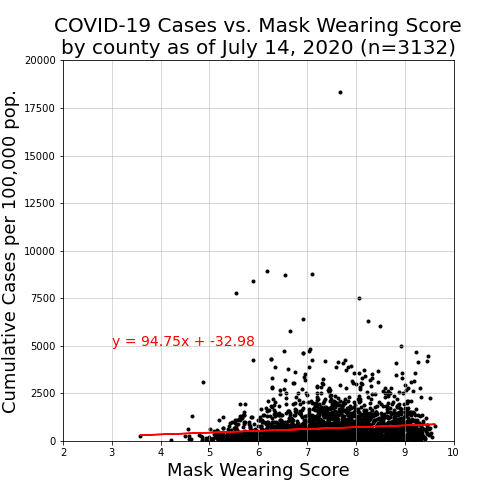 COVID-19 Cases vs. Mask Wearing Score
by county as of July 14, 2020 (n=3132)
Cumulative Cases per 100,000 pop.
20000
17500
15000
12500
10000
7500
5000
2500
0
y = 94.75x + -32.98
2 3 4 5 6 7 8 9 10
Mask Wearing Score